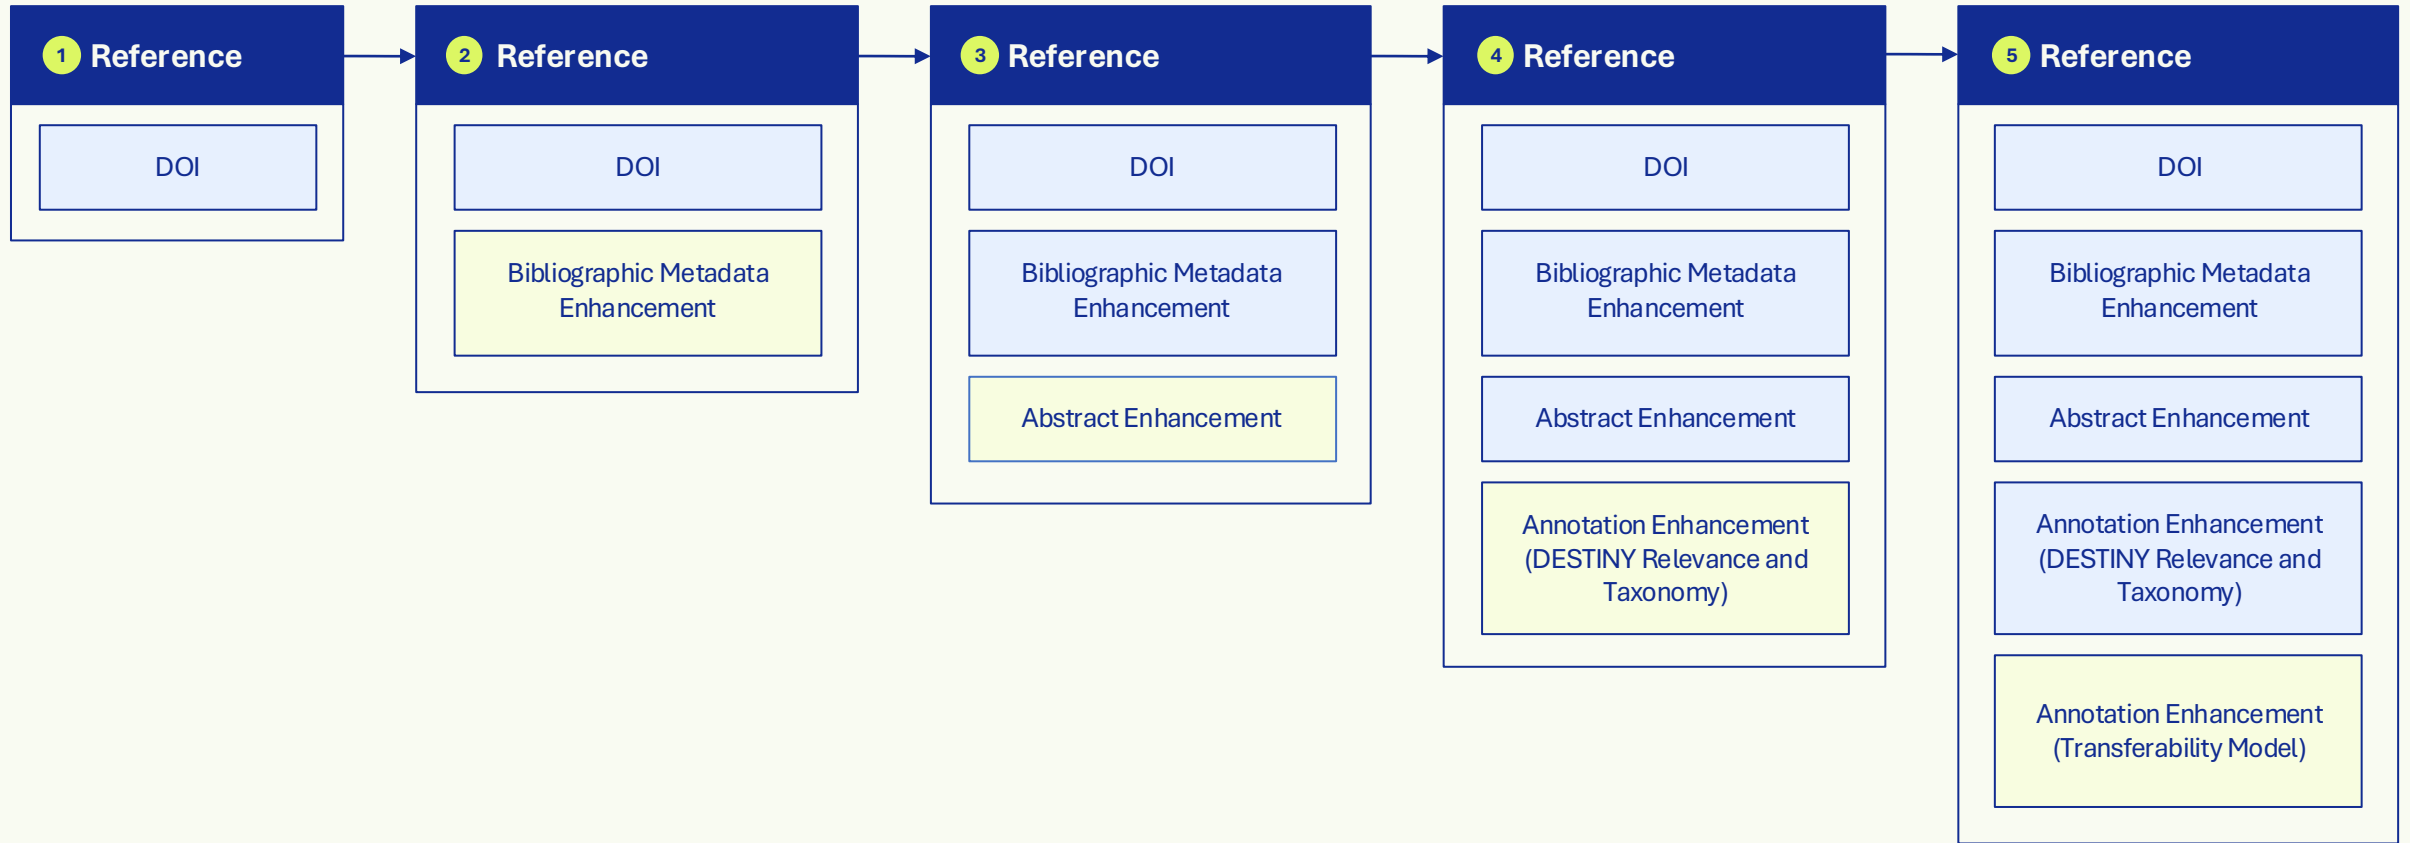 1 Reference
DOI
2 Reference
DOI
Bibliographic Metadata
Enhancement
3 Reference
DOI
Bibliographic Metadata
Enhancement
Abstract Enhancement
4 Reference
DOI
Bibliographic Metadata
Enhancement
Abstract Enhancement
Annotation Enhancement
(DESTINY Relevance and
Taxonomy)
5 Reference
DOI
Bibliographic Metadata
Enhancement
Abstract Enhancement
Annotation Enhancement
(DESTINY Relevance and
Taxonomy)
Annotation Enhancement
(Transferability Model)